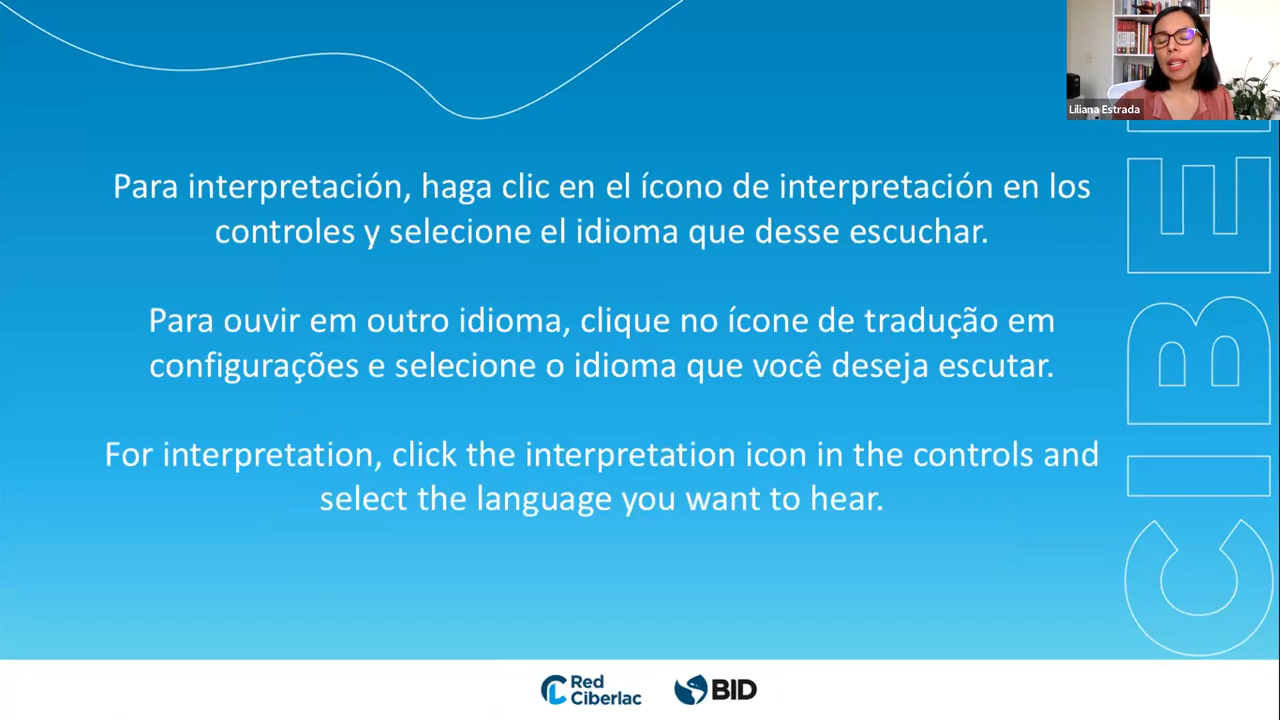 Liliana Estrada
Para interpretación, haga clic en el ícono de interpretación en los
controles y selecione el idioma que desse escuchar.
Para ouvir em outro idioma, clique no ícone de tradução em
configurações e selecione o idioma que você deseja escutar.
For interpretation, click the interpretation icon in the controls and
select the language you want to hear.
CIBE
Red
Ciberlac
BID